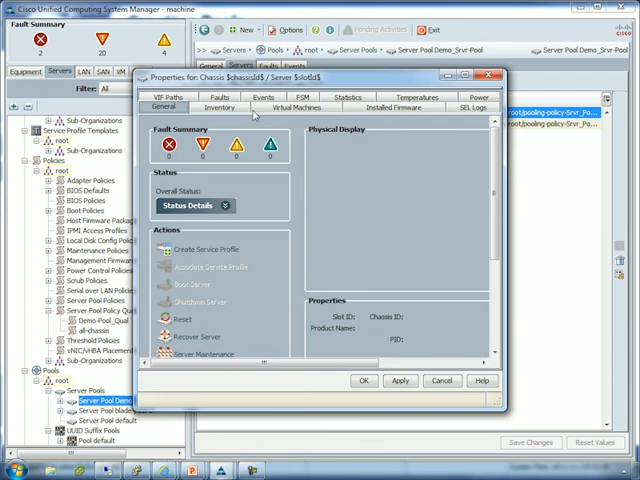 Cisco Unified Computing System Manager - machine
Fault Summary
2
20
4
New
Options
Pending Activities
Exit
CISCO
>> Servers > Pools > root > Server Pools > Server Pool Demo_Srvr-Pool
Equipment Servers LAN SAN VM
Filter: All
General Servers Faults Events
Sub-Organizations
Service Profile Templates
root
Sub-Organizations
Policies
root
Adapter Policies
BIOS Defaults
BIOS Policies
Boot Policies
Host Firmware Packag
IPMI Access Profiles
Local Disk Config Polic
Maintenance Policies
Management Firmware
Power Control Policies
Scrub Policies
Serial over LAN Policies
Server Pool Policies
Server Pool Policy Qu
Demo-Pool_Qual
all-chassis
Threshold Policies
vNIC/vHBA Placement
Sub-Organizations
Pools
root
Server Pools
Server Pool Demo
Server Pool blade
Server Pool default
UUID Suffix Pools
Pool default
Properties for: Chassis $chassisId$ / Server $slotId$
VIF Paths Faults Events FSM Statistics Temperatures Power
General Inventory Virtual Machines Installed Firmware SEL Logs
Fault Summary
0 0 0 0
Status
Overall Status:
Status Details
Actions
Create Service Profile
Associate Service Profile
Boot Server
Shutdown Server
Reset
Recover Server
Server Maintenance
Physical Display
Properties
Slot ID: Chassis ID:
Product Name:
PID:
OK Apply Cancel Help
root/pooling-policy-Srvr_Po...
root/pooling-policy-Srvr_Po...
Save Changes Reset Values